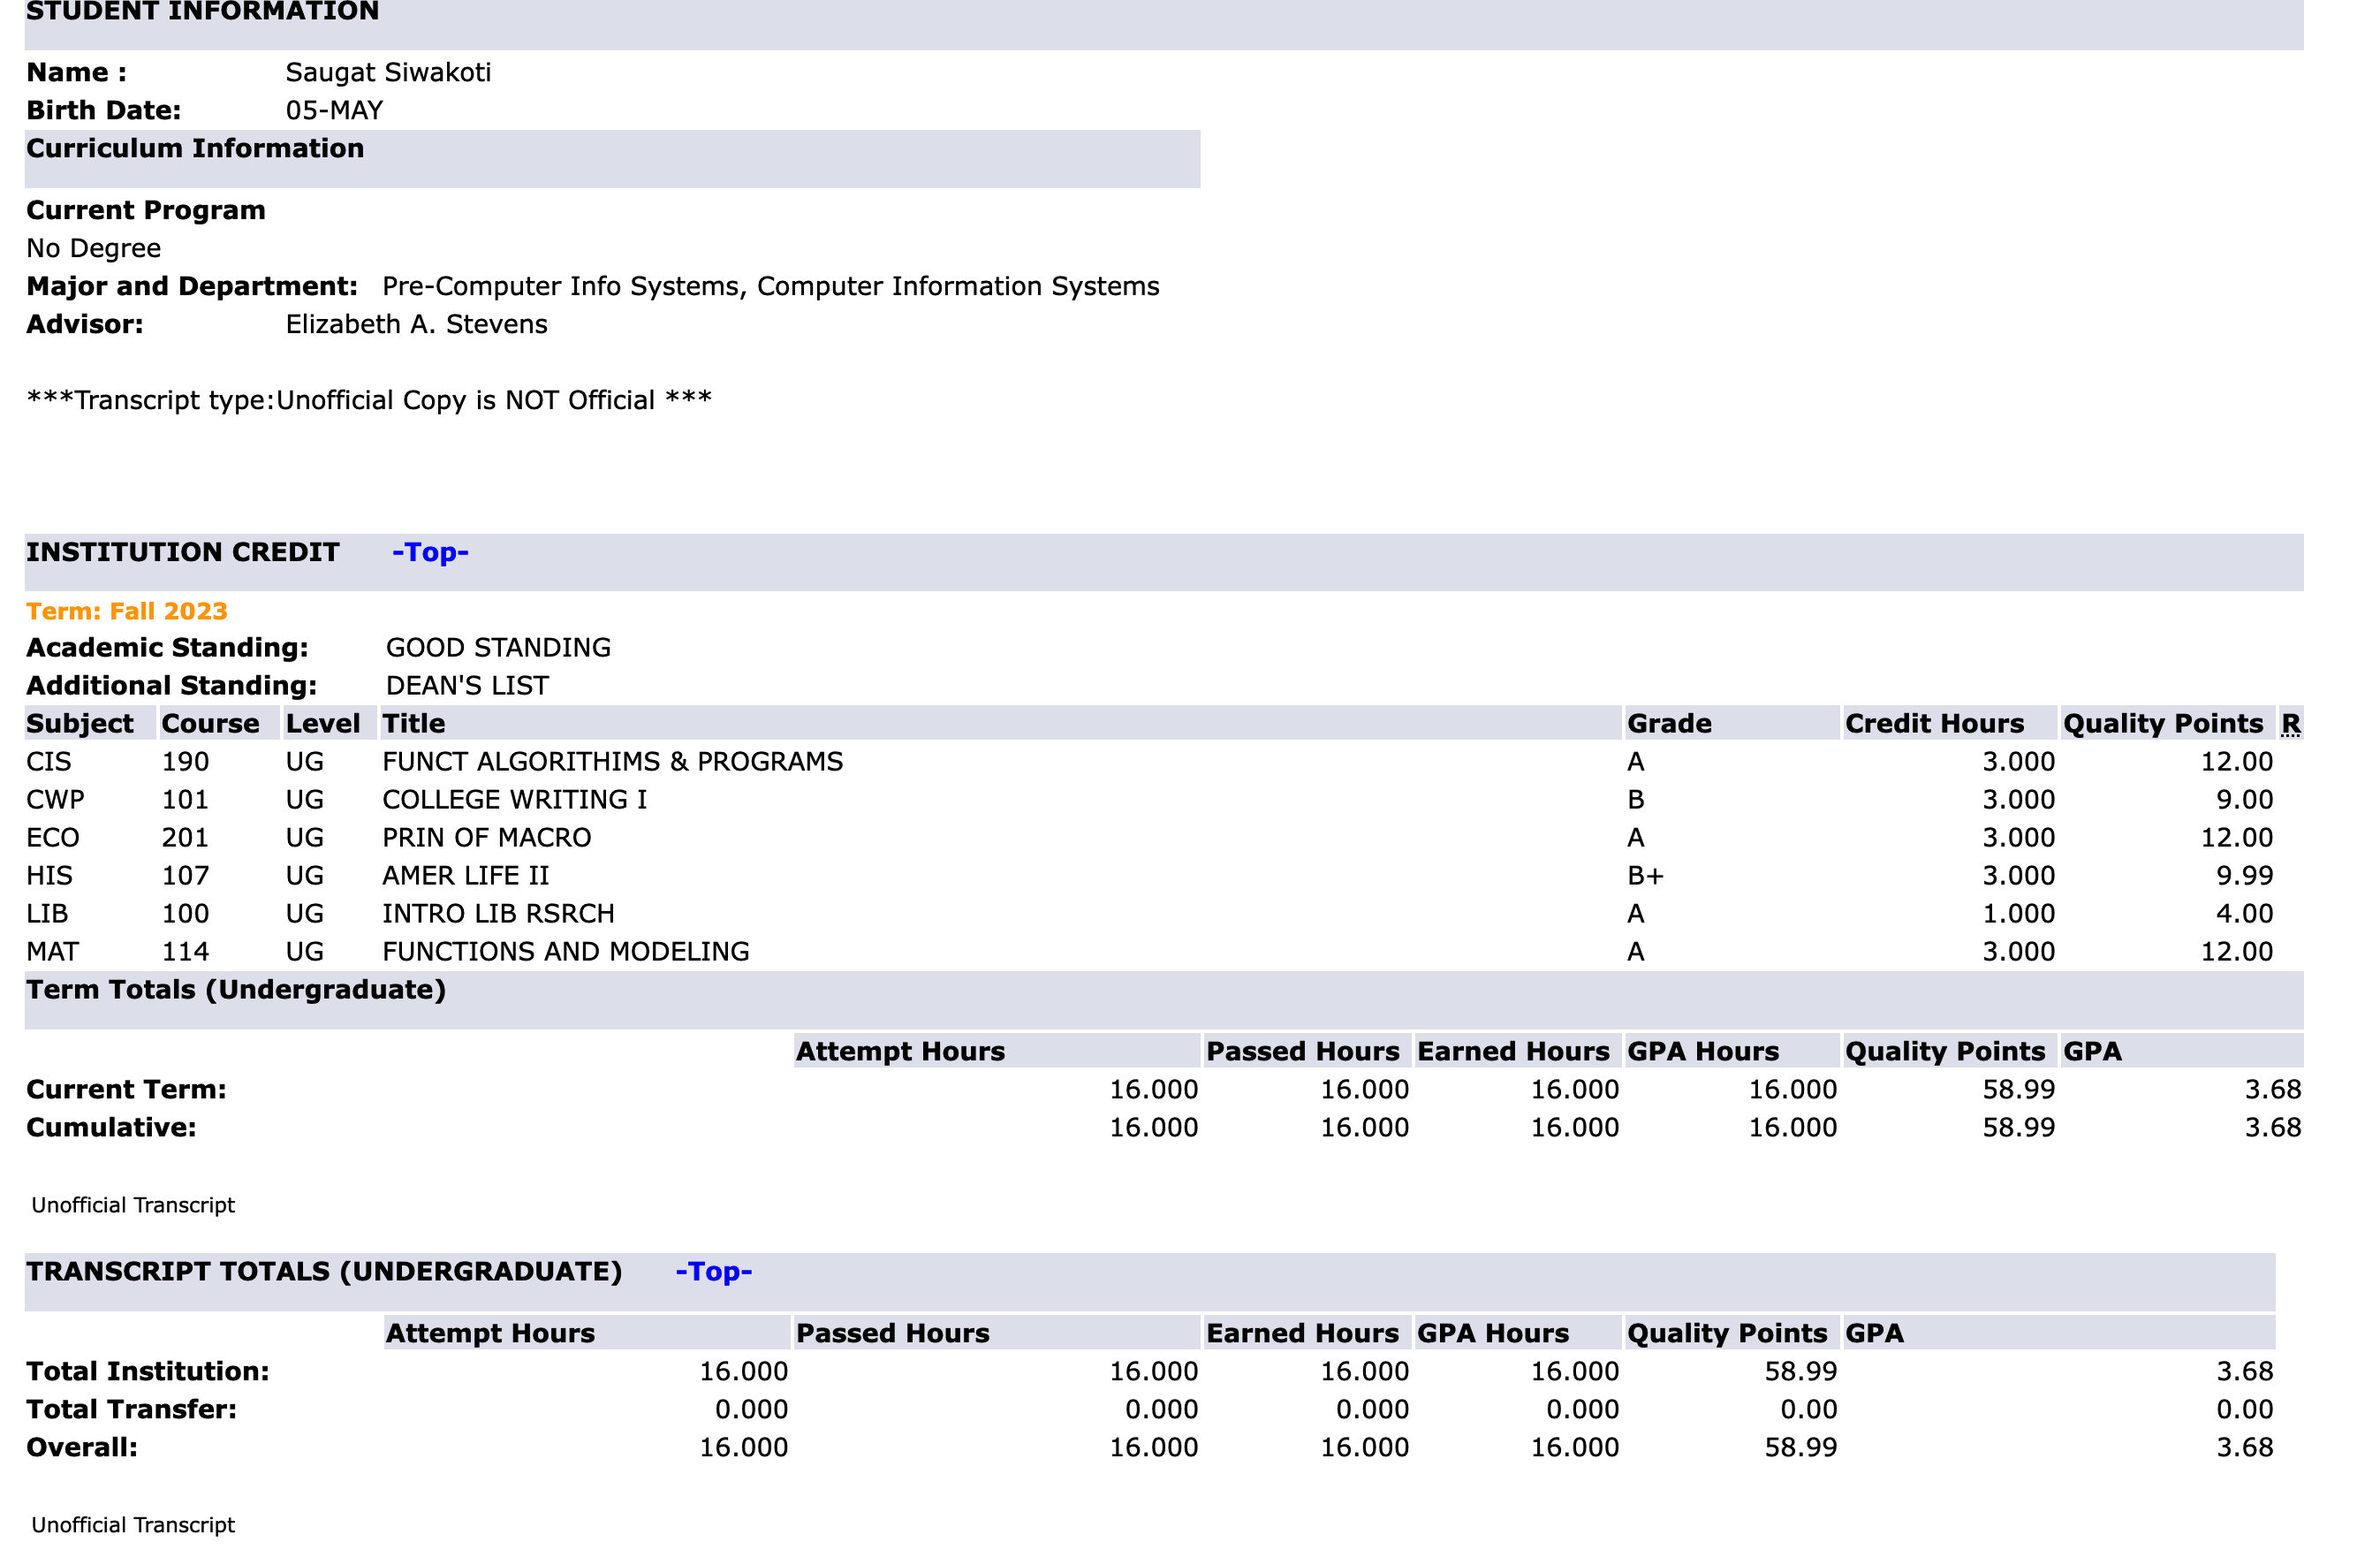 STUDENT INFORMATION
Name : Saugat Siwakoti
Birth Date: 05-MAY
Curriculum Information
Current Program
No Degree
Major and Department: Pre-Computer Info Systems, Computer Information Systems
Advisor: Elizabeth A. Stevens
***Transcript type:Unofficial Copy is NOT Official ***
INSTITUTION CREDIT -Top-
Term: Fall 2023
Academic Standing: GOOD STANDING
Additional Standing: DEAN'S LIST
Subject Course Level Title Grade Credit Hours Quality Points R
CIS 190 UG FUNCT ALGORITHIMS & PROGRAMS A 3.000 12.00
CWP 101 UG COLLEGE WRITING I B 3.000 9.00
ECO 201 UG PRIN OF MACRO A 3.000 12.00
HIS 107 UG AMER LIFE II B+ 3.000 9.99
LIB 100 UG INTRO LIB RSRCH A 1.000 4.00
MAT 114 UG FUNCTIONS AND MODELING A 3.000 12.00
Term Totals (Undergraduate)
Attempt Hours Passed Hours Earned Hours GPA Hours Quality Points GPA
Current Term: 16.000 16.000 16.000 16.000 58.99 3.68
Cumulative: 16.000 16.000 16.000 16.000 58.99 3.68
Unofficial Transcript
TRANSCRIPT TOTALS (UNDERGRADUATE) -Top-
Attempt Hours Passed Hours Earned Hours GPA Hours Quality Points GPA
Total Institution: 16.000 16.000 16.000 16.000 58.99 3.68
Total Transfer: 0.000 0.000 0.000 0.000 0.00 0.00
Overall: 16.000 16.000 16.000 16.000 58.99 3.68
Unofficial Transcript